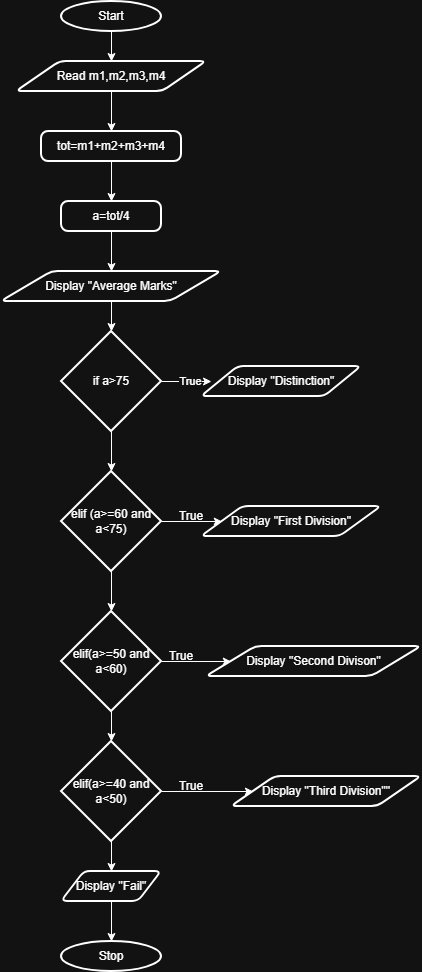 Start
Read m1,m2,m3,m4
tot=m1+m2+m3+m4
a=tot/4
Display "Average Marks"
if a>75
True
Display "Distinction"
elif (a>=60 and
a<75)
True
Display "First Division"
elif(a>=50 and
a<60)
True
Display "Second Divison"
elif(a>=40 and
a<50)
True
Display "Third Division""
Display "Fail"
Stop